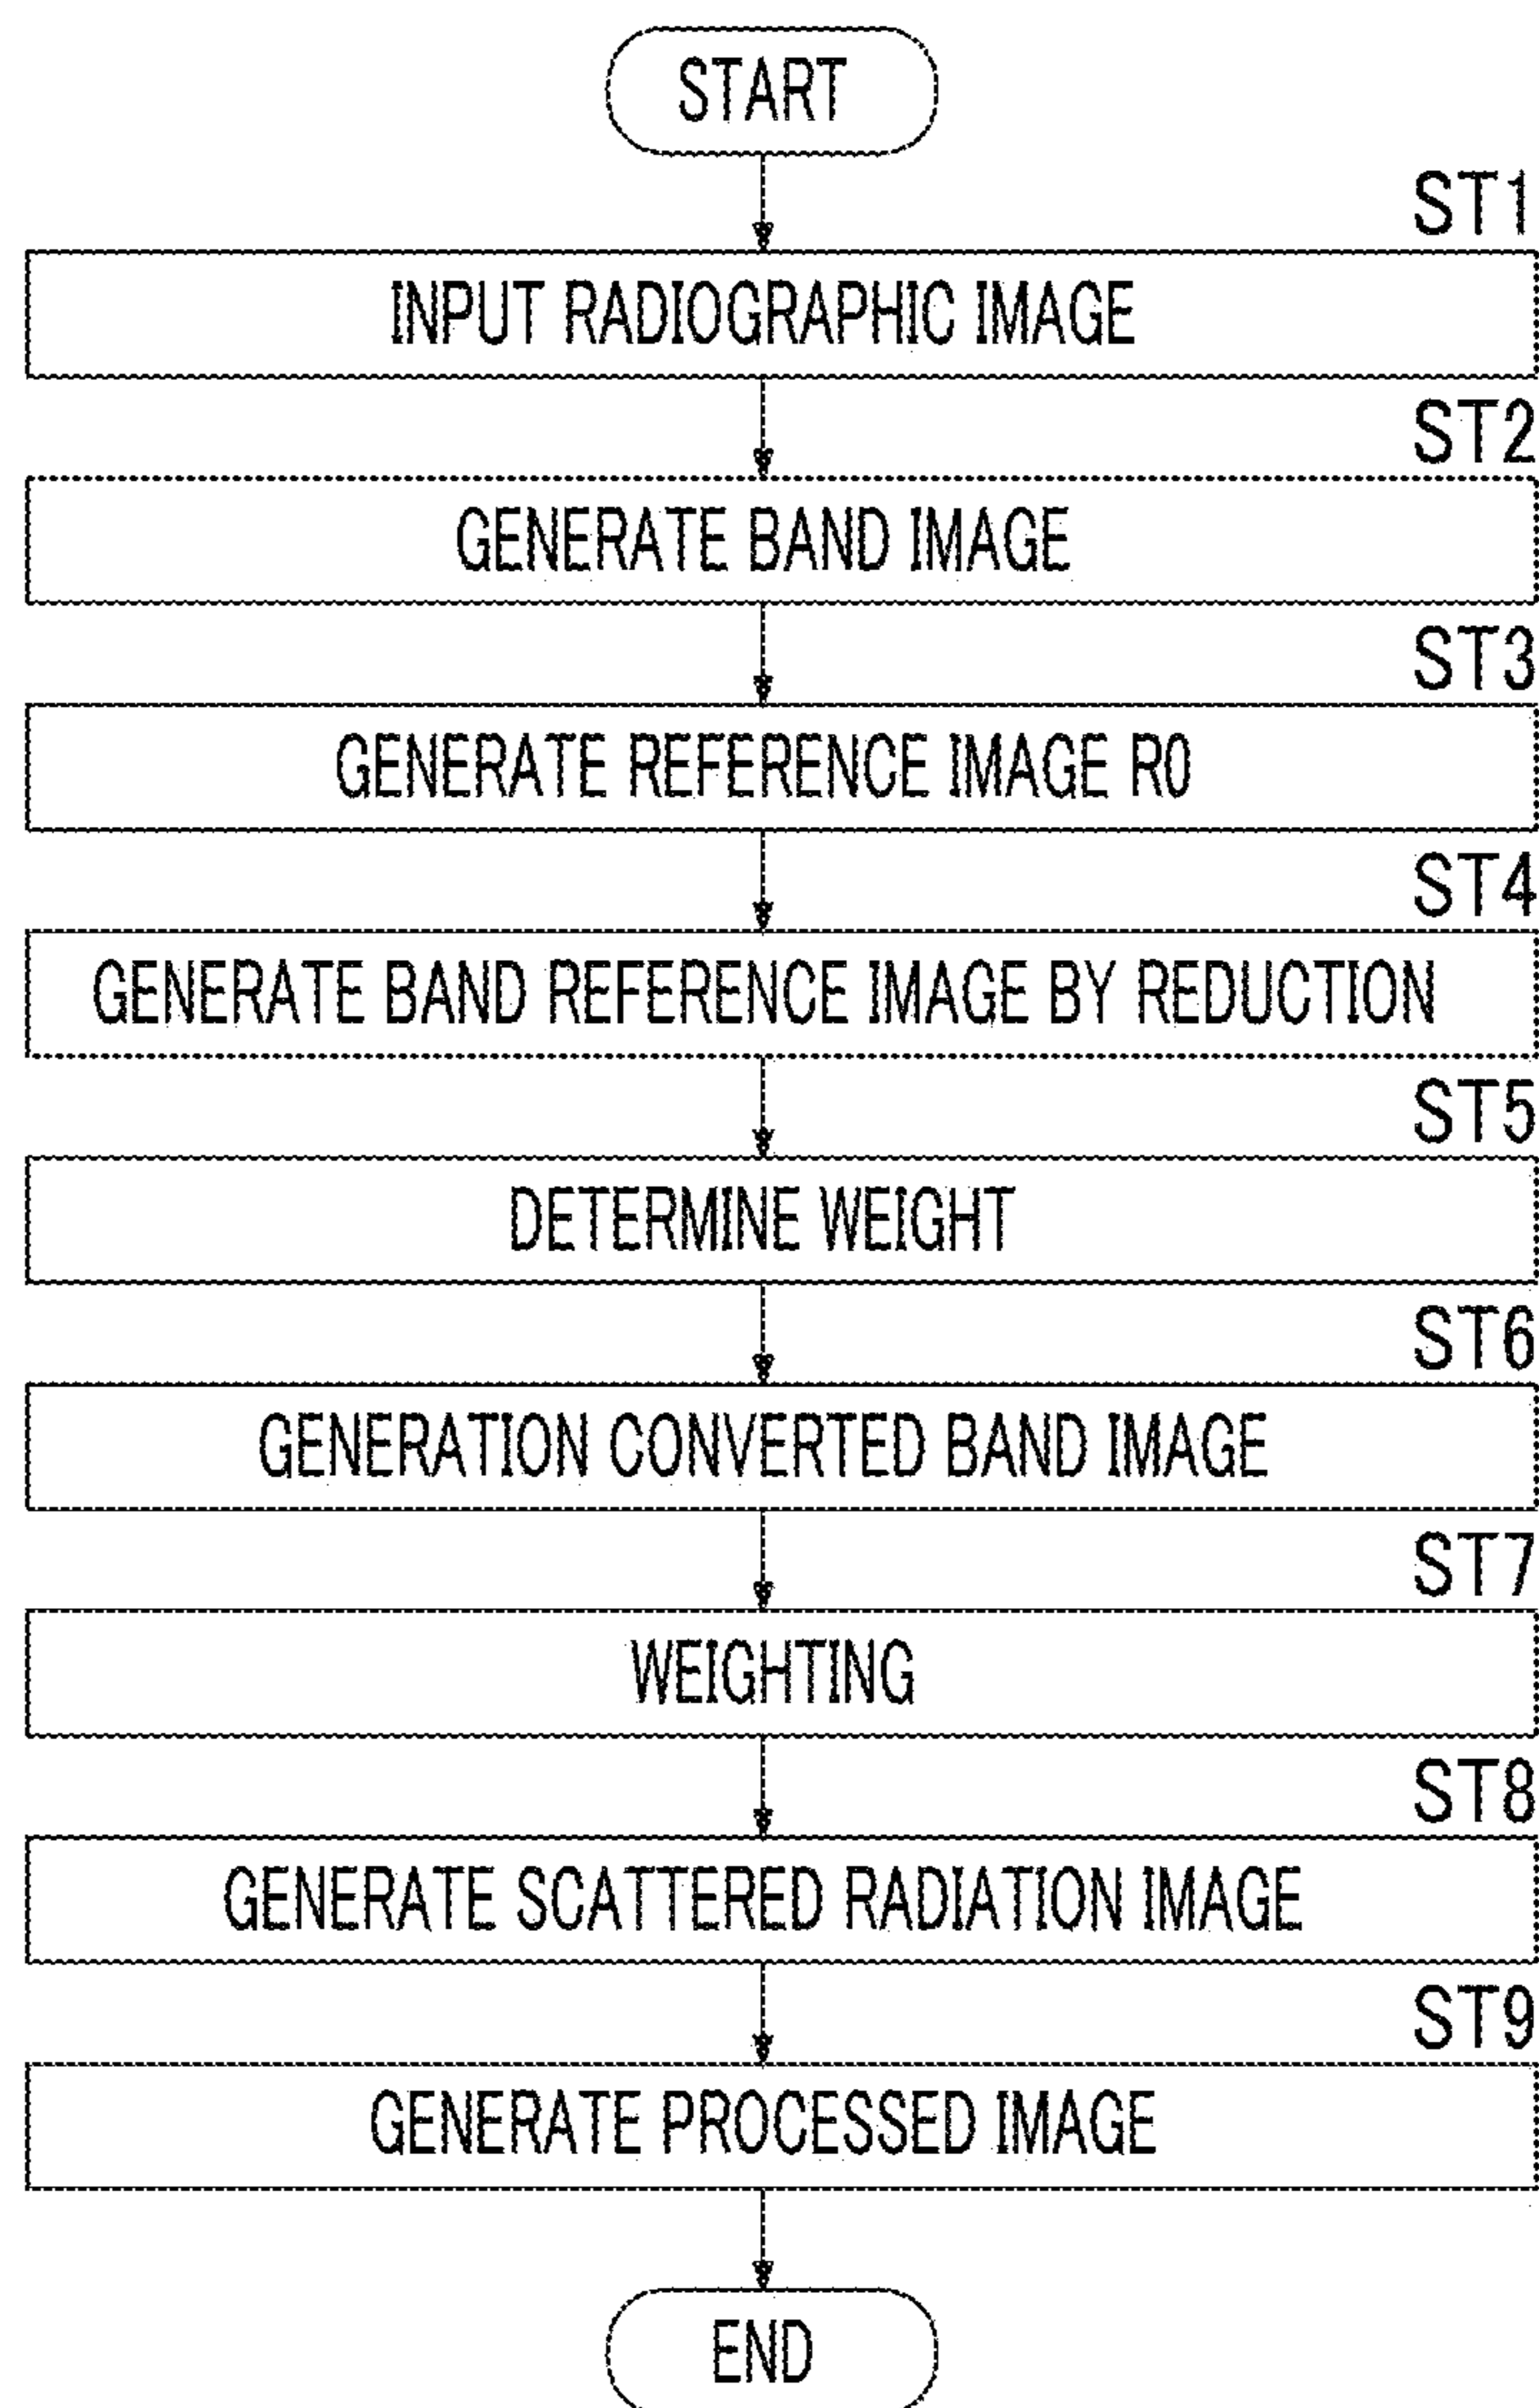 START
ST1
INPUT RADIOGRAPHIC IMAGE
ST2
GENERATE BAND IMAGE
ST3
GENERATE REFERENCE IMAGE R0
ST4
GENERATE BAND REFERENCE IMAGE BY REDUCTION
ST5
DETERMINE WEIGHT
ST6
GENERATION CONVERTED BAND IMAGE
ST7
WEIGHTING
ST8
GENERATE SCATTERED RADIATION IMAGE
ST9
GENERATE PROCESSED IMAGE
END